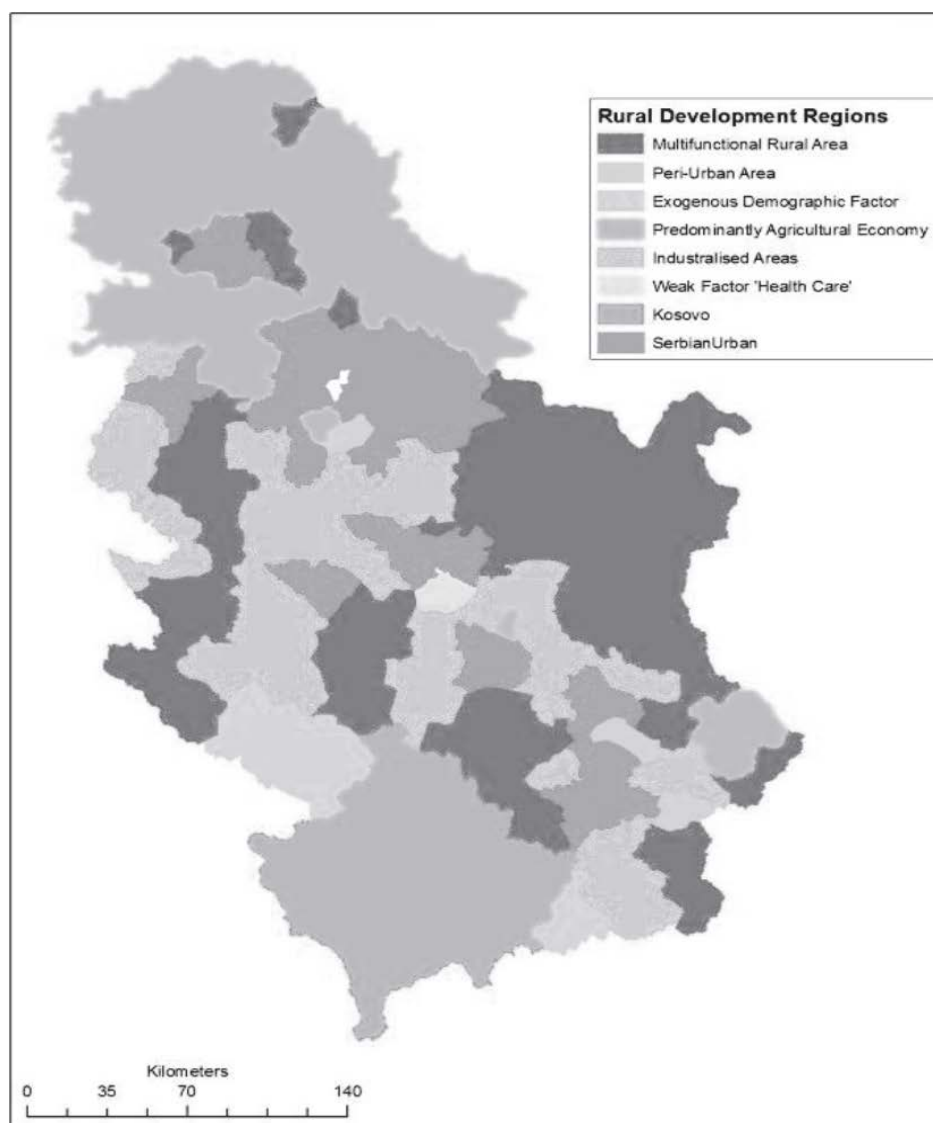 Rural Development Regions
Multifunctional Rural Area
Peri-Urban Area
Exogenous Demographic Factor
Predominantly Agricultural Economy
Industralised Areas
Weak Factor 'Health Care'
Kosovo
SerbianUrban
Kilometers
0 35 70 140